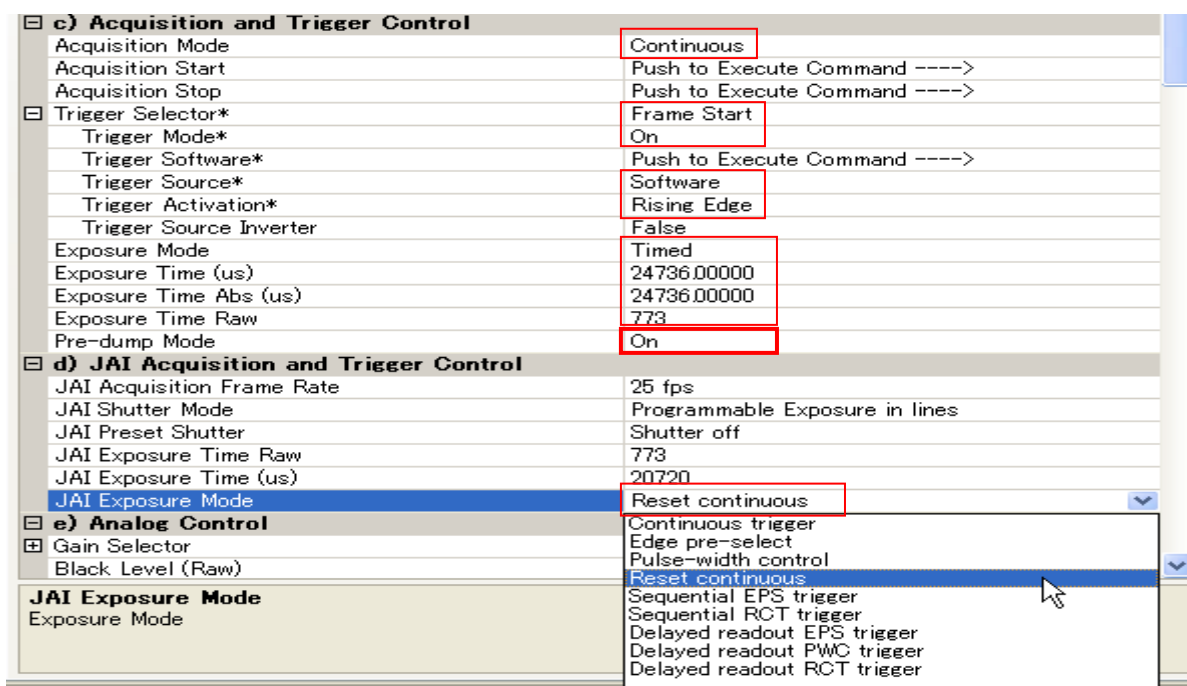 c) Acquisition and Trigger Control
Acquisition Mode Continuous
Acquisition Start Push to Execute Command ---->
Acquisition Stop Push to Execute Command ---->
Trigger Selector* Frame Start
Trigger Mode* On
Trigger Software* Push to Execute Command ---->
Trigger Source* Software
Trigger Activation* Rising Edge
Trigger Source Inverter False
Exposure Mode Timed
Exposure Time (us) 24736.00000
Exposure Time Abs (us) 24736.00000
Exposure Time Raw 773
Pre-dump Mode On
d) JAI Acquisition and Trigger Control
JAI Acquisition Frame Rate 25 fps
JAI Shutter Mode Programmable Exposure in lines
JAI Preset Shutter Shutter off
JAI Exposure Time Raw 773
JAI Exposure Time (us) 20720
JAI Exposure Mode Reset continuous
e) Analog Control
Gain Selector
Black Level (Raw)
Continuous trigger
Edge pre-select
Pulse-width control
Reset continuous
Sequential EPS trigger
Sequential RCT trigger
Delayed readout EPS trigger
Delayed readout PWC trigger
Delayed readout RCT trigger
JAI Exposure Mode
Exposure Mode